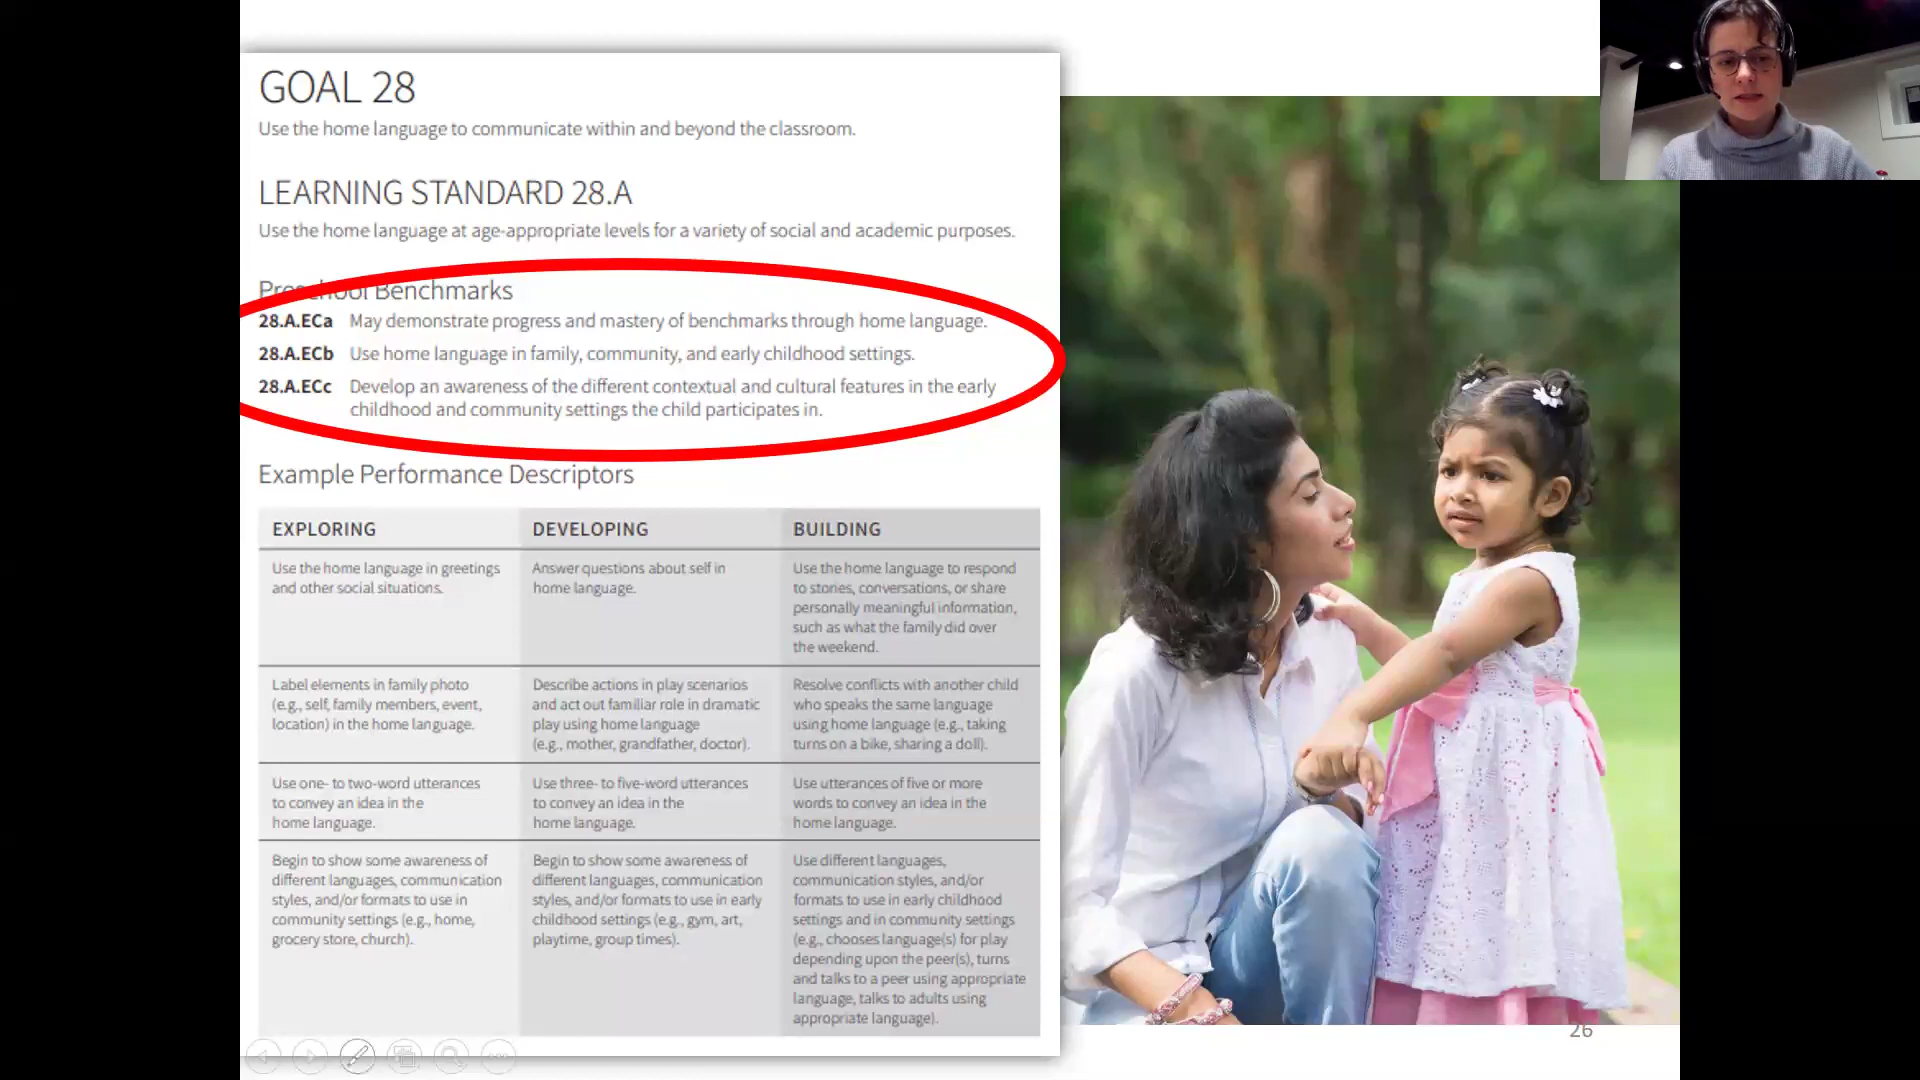 GOAL 28
Use the home language to communicate within and beyond the classroom.
LEARNING STANDARD 28.A
Use the home language at age-appropriate levels for a variety of social and academic purposes.
Preschool Benchmarks
28.A.ECa May demonstrate progress and mastery of benchmarks through home language.
28.A.ECb Use home language in family, community, and early childhood settings.
28.A.ECc Develop an awareness of the different contextual and cultural features in the early
childhood and community settings the child participates in.
Example Performance Descriptors
EXPLORING
DEVELOPING
BUILDING
Use the home language in greetings
and other social situations.
Answer questions about self in
home language.
Use the home language to respond
to stories, conversations, or share
personally meaningful information,
such as what the family did over
the weekend.
Label elements in family photo
(e.g., self, family members, event,
location) in the home language.
Describe actions in play scenarios
and act out familiar role in dramatic
play using home language
(e.g., mother, grandfather, doctor).
Resolve conflicts with another child
who speaks the same language
using home language (e.g., taking
turns on a bike, sharing a doll).
Use one- to two-word utterances
to convey an idea in the
home language.
Use three- to five-word utterances
to convey an idea in the
home language.
Use utterances of five or more
words to convey an idea in the
home language.
Begin to show some awareness of
different languages, communication
styles, and/or formats to use in
community settings (e.g., home,
grocery store, church).
Begin to show some awareness of
different languages, communication
styles, and/or formats to use in early
childhood settings (e.g., gym, art,
playtime, group times).
Use different languages,
communication styles, and/or
formats to use in early childhood
settings and in community settings
(e.g., chooses language(s) for play
depending upon the peer(s), turns
and talks to a peer using appropriate
language, talks to adults using
appropriate language).
26